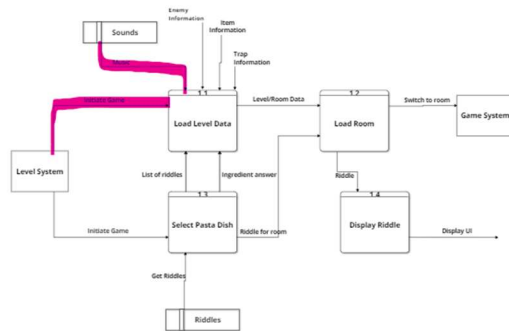 Enemy
Information
Sounds
Item
Information
Music
Trap
Information
1.1
1.2
Initiate Game
Load Level Data
Level/Room Data
Load Room
Switch to room
Game System
Level System
List of riddles
Ingredient answer
Riddle
1.3
1.4
Select Pasta Dish
Display Riddle
Initiate Game
Riddle for room
Display UI
Get Riddles
Riddles